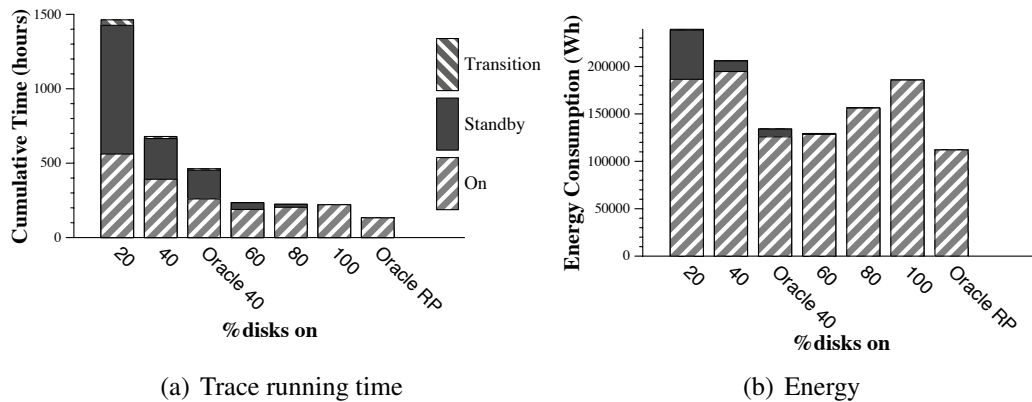 Cumulative Time (hours)
1500
1000
500
0
Transition
Standby
On
20
40
Oracle 40
60
80
100
Oracle RP
%disks on
(a) Trace running time
Energy Consumption (Wh)
200000
150000
100000
50000
0
20
40
Oracle 40
60
80
100
Oracle RP
%disks on
(b) Energy